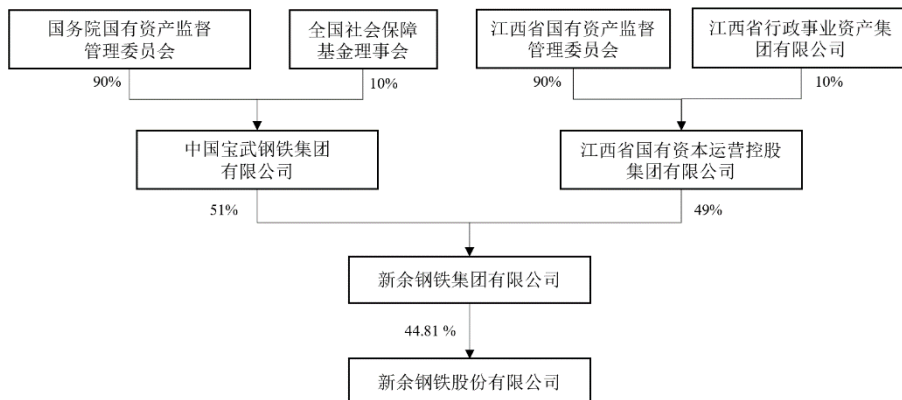 国务院国有资产监督
管理委员会
全国社会保障
基金理事会
江西省国有资产监督
管理委员会
江西省行政事业资产集
团有限公司
90%
10%
90%
10%
中国宝武钢铁集团
有限公司
江西省国有资本运营控股
集团有限公司
51%
49%
新余钢铁集团有限公司
44.81 %
新余钢铁股份有限公司